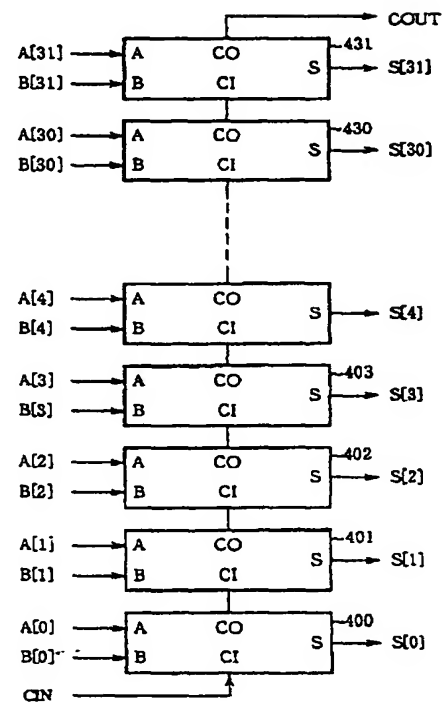 COUT
A[31] A CO S 431 S[31]
B[31] B CI
A[30] A CO S 430 S[30]
B[30] B CI
A[4] A CO S S[4]
B[4] B CI
A[3] A CO S 403 S[3]
B[3] B CI
A[2] A CO S 402 S[2]
B[2] B CI
A[1] A CO S 401 S[1]
B[1] B CI
A[0] A CO S 400 S[0]
B[0] B CI
CIN